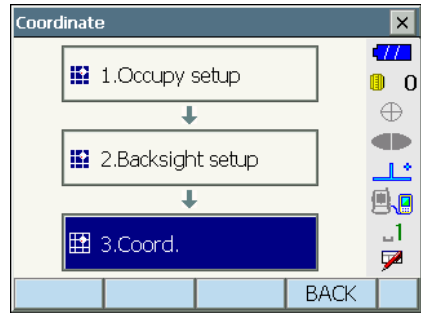 Coordinate
1.Occupy setup
0
2.Backsight setup
3.Coord.
1
BACK